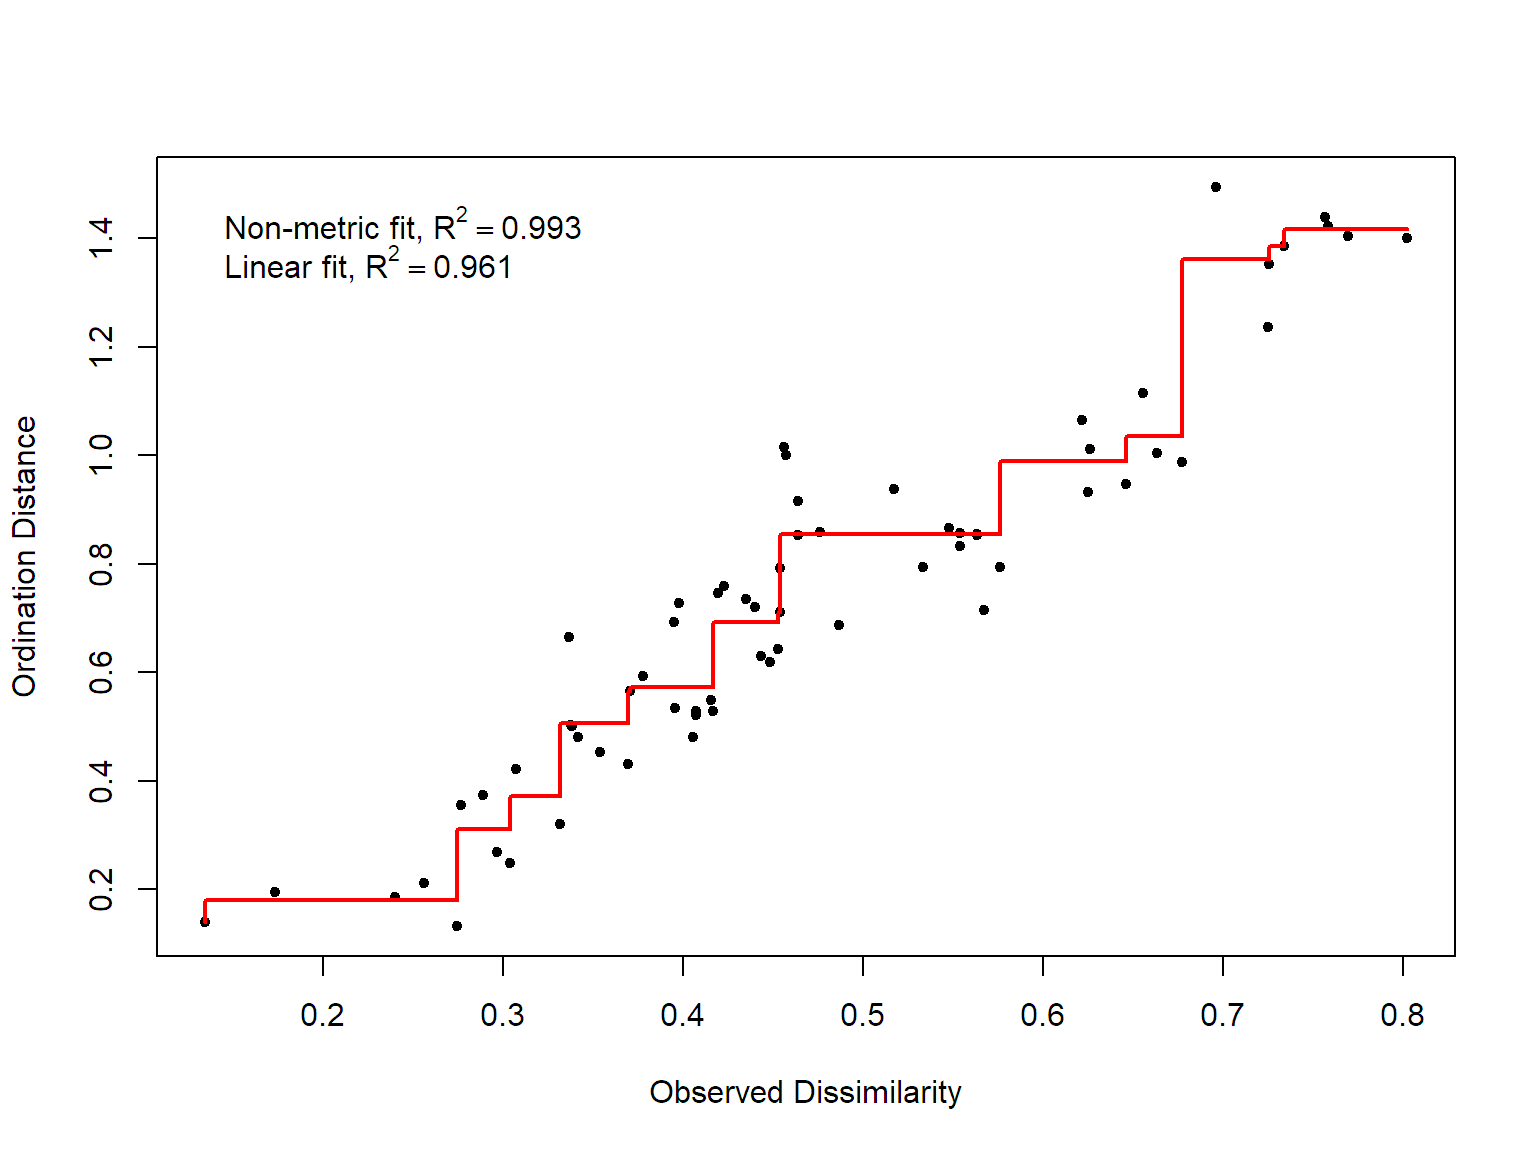 Non-metric fit, R² = 0.993
Linear fit, R² = 0.961
1.4
1.2
1.0
0.8
0.6
0.4
0.2
Ordination Distance
0.2 0.3 0.4 0.5 0.6 0.7 0.8
Observed Dissimilarity